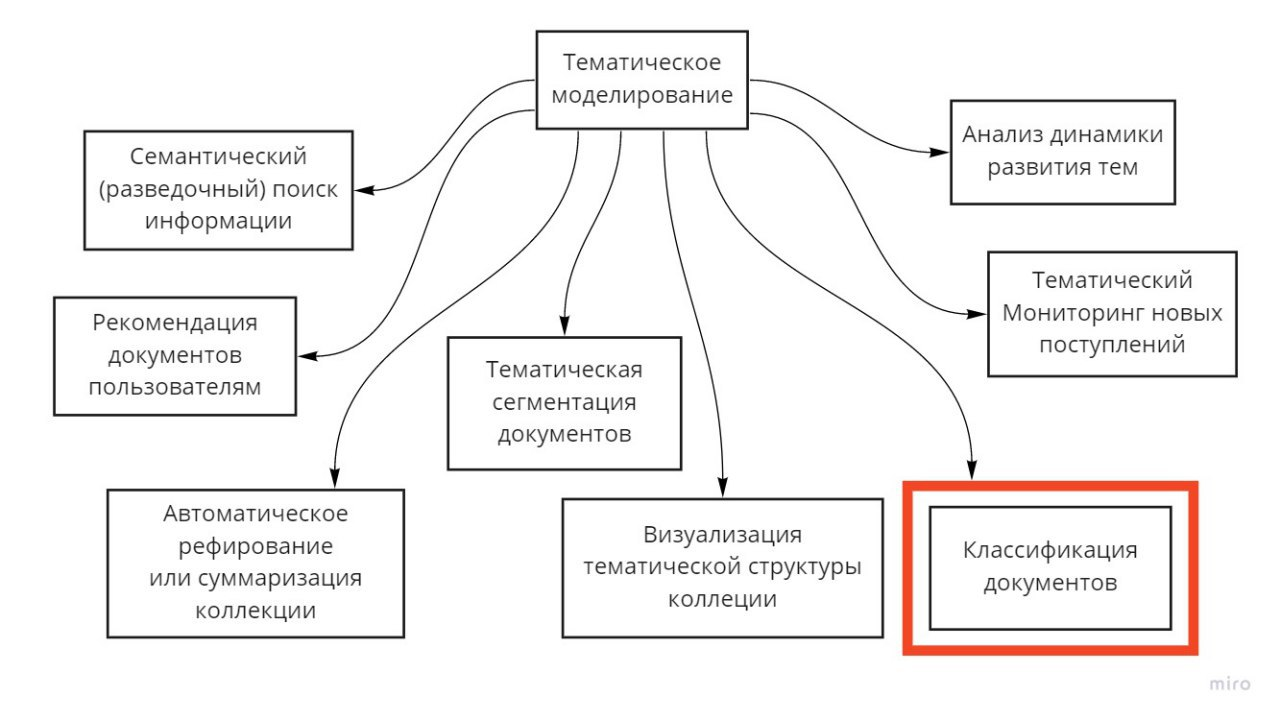 Тематическое
моделирование
Анализ динамики
развития тем
Семантический
(разведочный) поиск
информации
Тематический
Мониторинг новых
поступлений
Рекомендация
документов
пользователям
Тематическая
сегментация
документов
Автоматическое
рефирование
или суммаризация
коллекции
Визуализация
тематической структуры
коллеции
Классификация
документов
miro